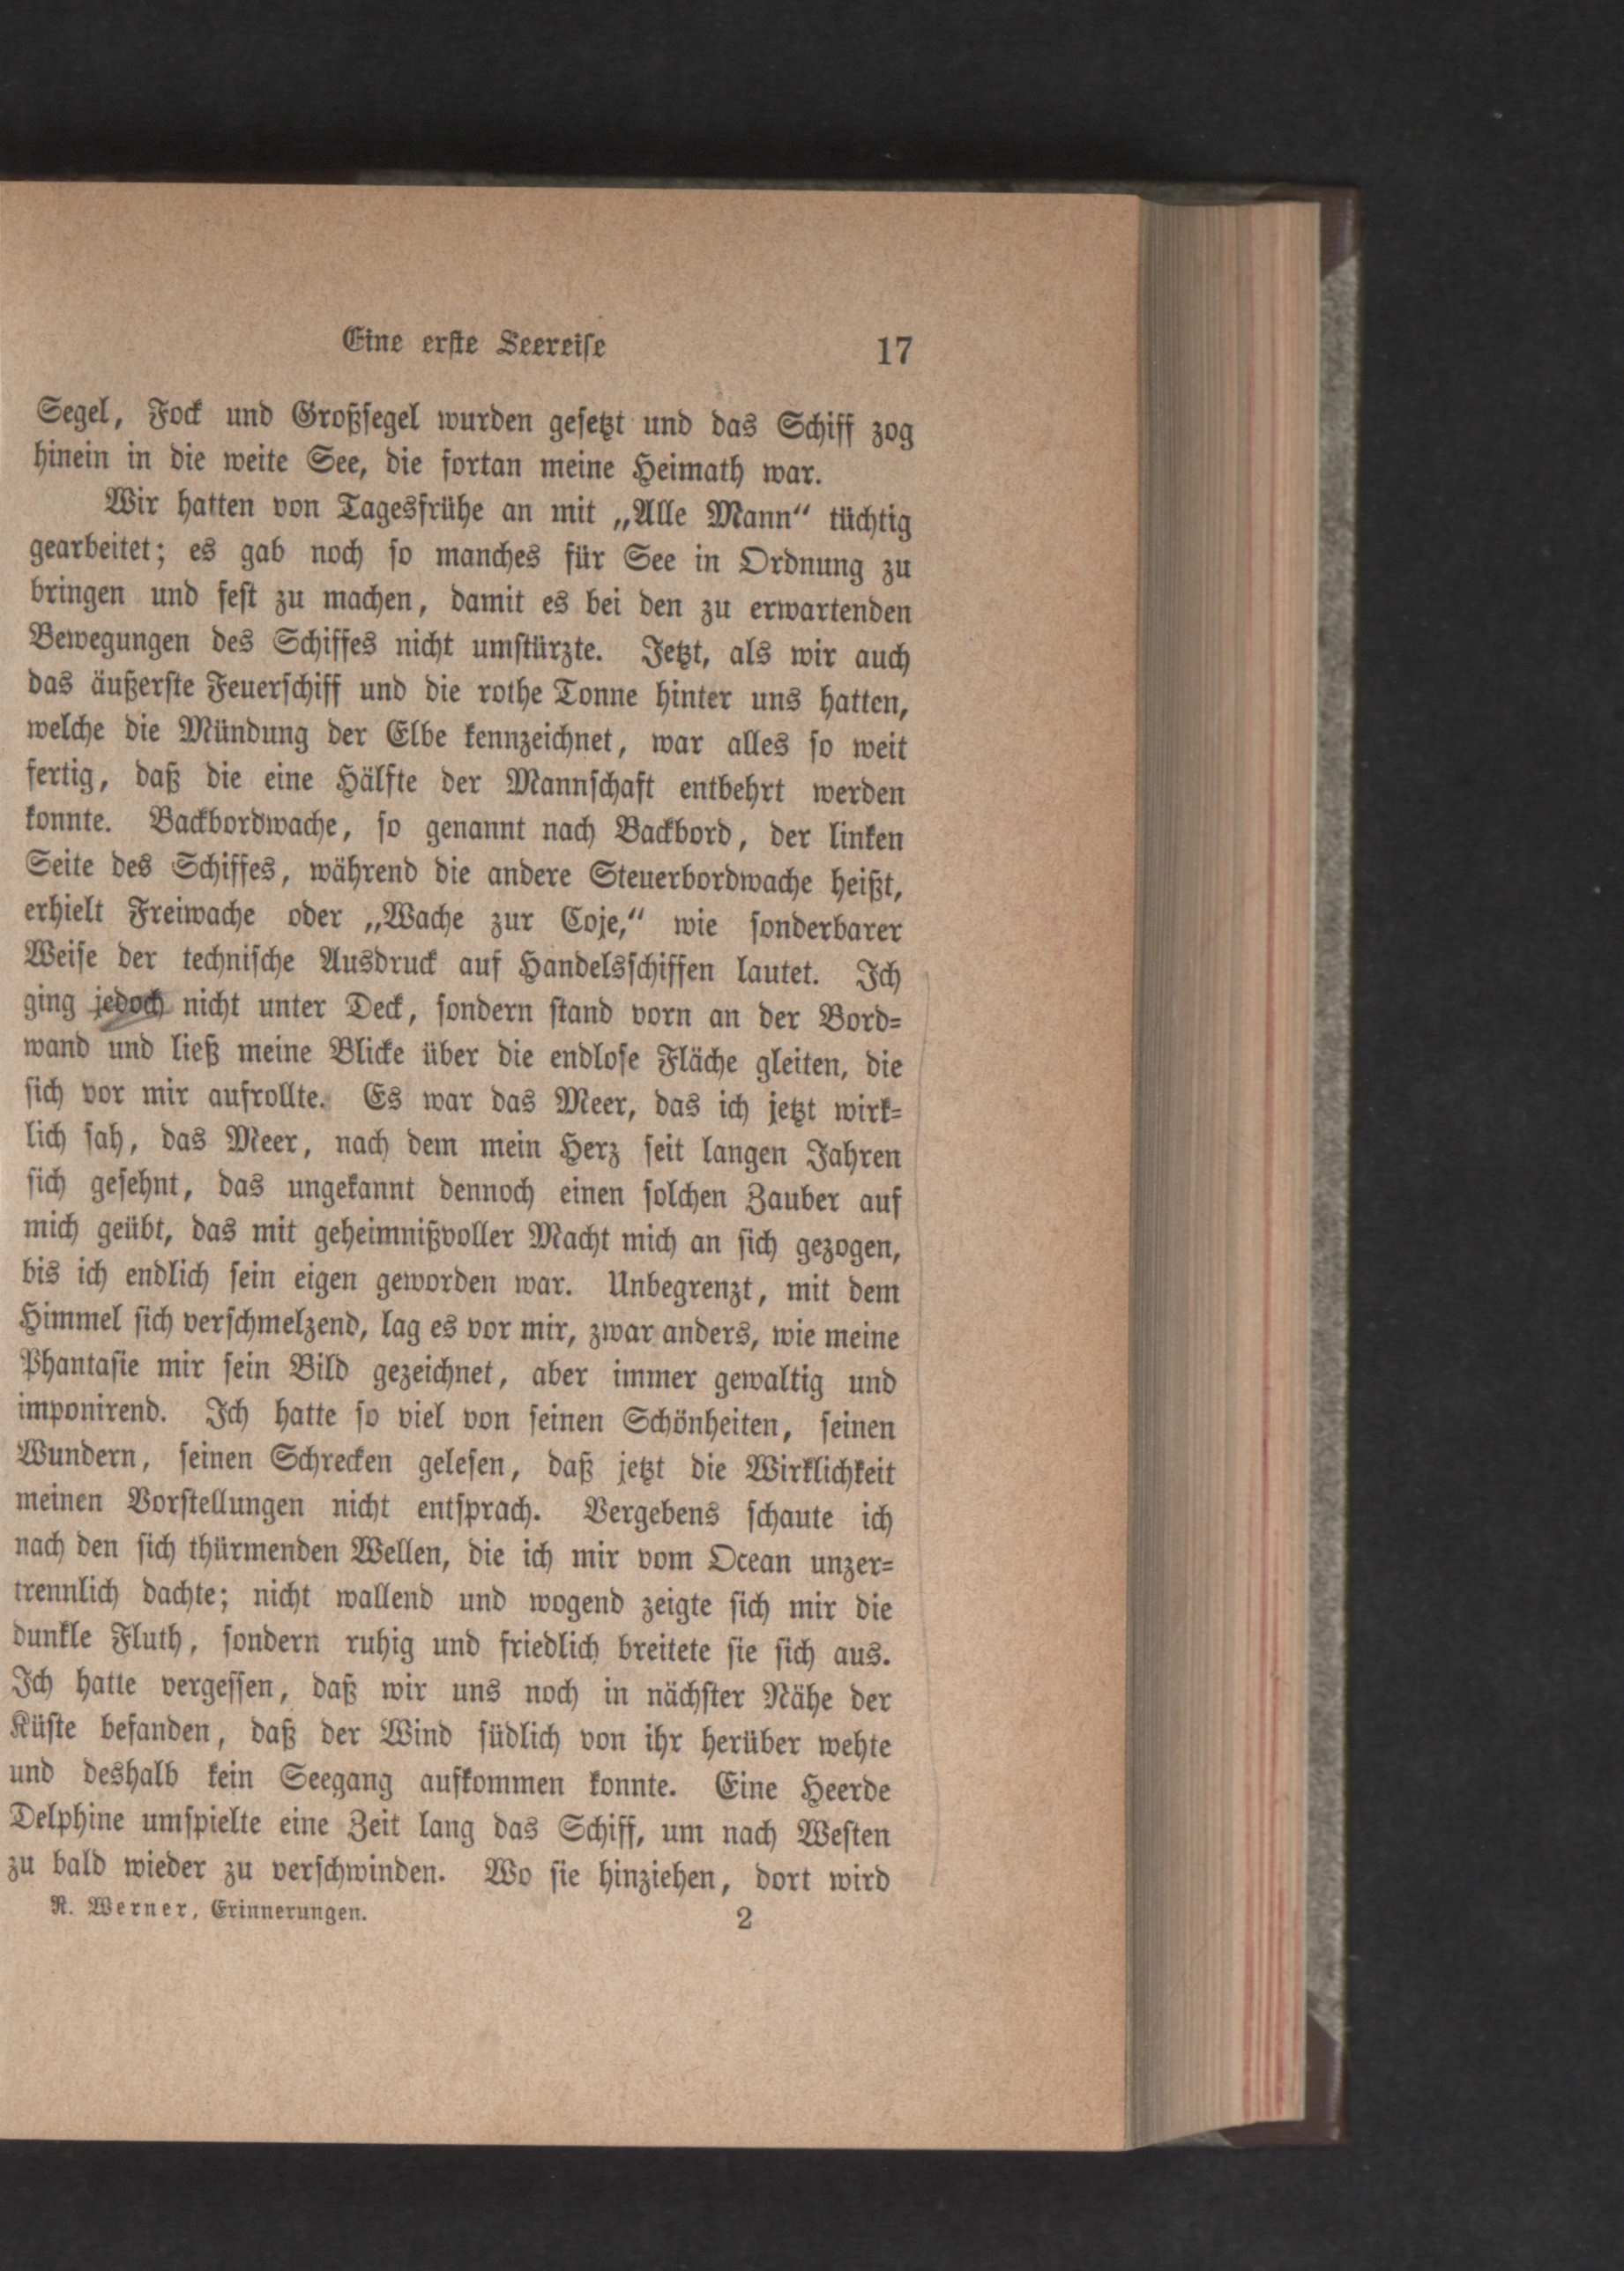 Eine erste Seereise 17
Segel, Fock und Großsegel wurden gesetzt und das Schiff zog
hinein in die weite See, die fortan meine Heimath war.
Wir hatten von Tagesfrühe an mit „Alle Mann“ tüchtig
gearbeitet; es gab noch so manches für See in Ordnung zu
bringen und fest zu machen, damit es bei den zu erwartenden
Bewegungen des Schiffes nicht umstürzte. Jetzt, als wir auch
das äußerste Feuerschiff und die rothe Tonne hinter uns hatten,
welche die Mündung der Elbe kennzeichnet, war alles so weit
fertig, daß die eine Hälfte der Mannschaft entbehrt werden
konnte. Backbordwache, so genannt nach Backbord, der linken
Seite des Schiffes, während die andere Steuerbordwache heißt,
erhielt Freiwache oder „Wache zur Coje,“ wie sonderbarer
Weise der technische Ausdruck auf Handelsschiffen lautet. Ich
ging jedoch nicht unter Deck, sondern stand vorn an der Bord-
wand und ließ meine Blicke über die endlose Fläche gleiten, die
sich vor mir aufrollte. Es war das Meer, das ich jetzt wirk-
lich sah, das Meer, nach dem mein Herz seit langen Jahren
sich gesehnt, das ungekannt dennoch einen solchen Zauber auf
mich geübt, das mit geheimnißvoller Macht mich an sich gezogen,
bis ich endlich sein eigen geworden war. Unbegrenzt, mit dem
Himmel sich verschmelzend, lag es vor mir, zwar anders, wie meine
Phantasie mir sein Bild gezeichnet, aber immer gewaltig und
imponirend. Ich hatte so viel von seinen Schönheiten, seinen
Wundern, seinen Schrecken gelesen, daß jetzt die Wirklichkeit
meinen Vorstellungen nicht entsprach. Vergebens schaute ich
nach den sich thürmenden Wellen, die ich mir vom Ocean unzer-
trennlich dachte; nicht wallend und wogend zeigte sich mir die
dunkle Fluth, sondern ruhig und friedlich breitete sie sich aus.
Ich hatte vergessen, daß wir uns noch in nächster Nähe der
Küste befanden, daß der Wind südlich von ihr herüber wehte
und deshalb kein Seegang aufkommen konnte. Eine Heerde
Delphine umspielte eine Zeit lang das Schiff, um nach Westen
zu bald wieder zu verschwinden. Wo sie hinziehen, dort wird
R. Werner, Erinnerungen. 2